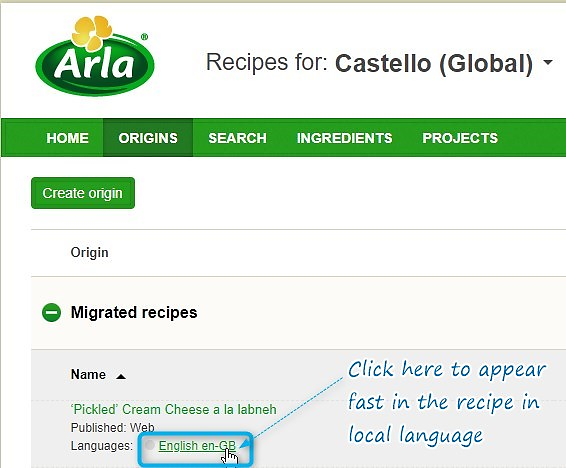 Arla®
Recipes for: Castello (Global)
HOME ORIGINS SEARCH INGREDIENTS PROJECTS
Create origin
Origin
Migrated recipes
Name
‘Pickled’ Cream Cheese a la labneh
Published: Web
Languages: English en-GB
Click here to appear
fast in the recipe in
local language